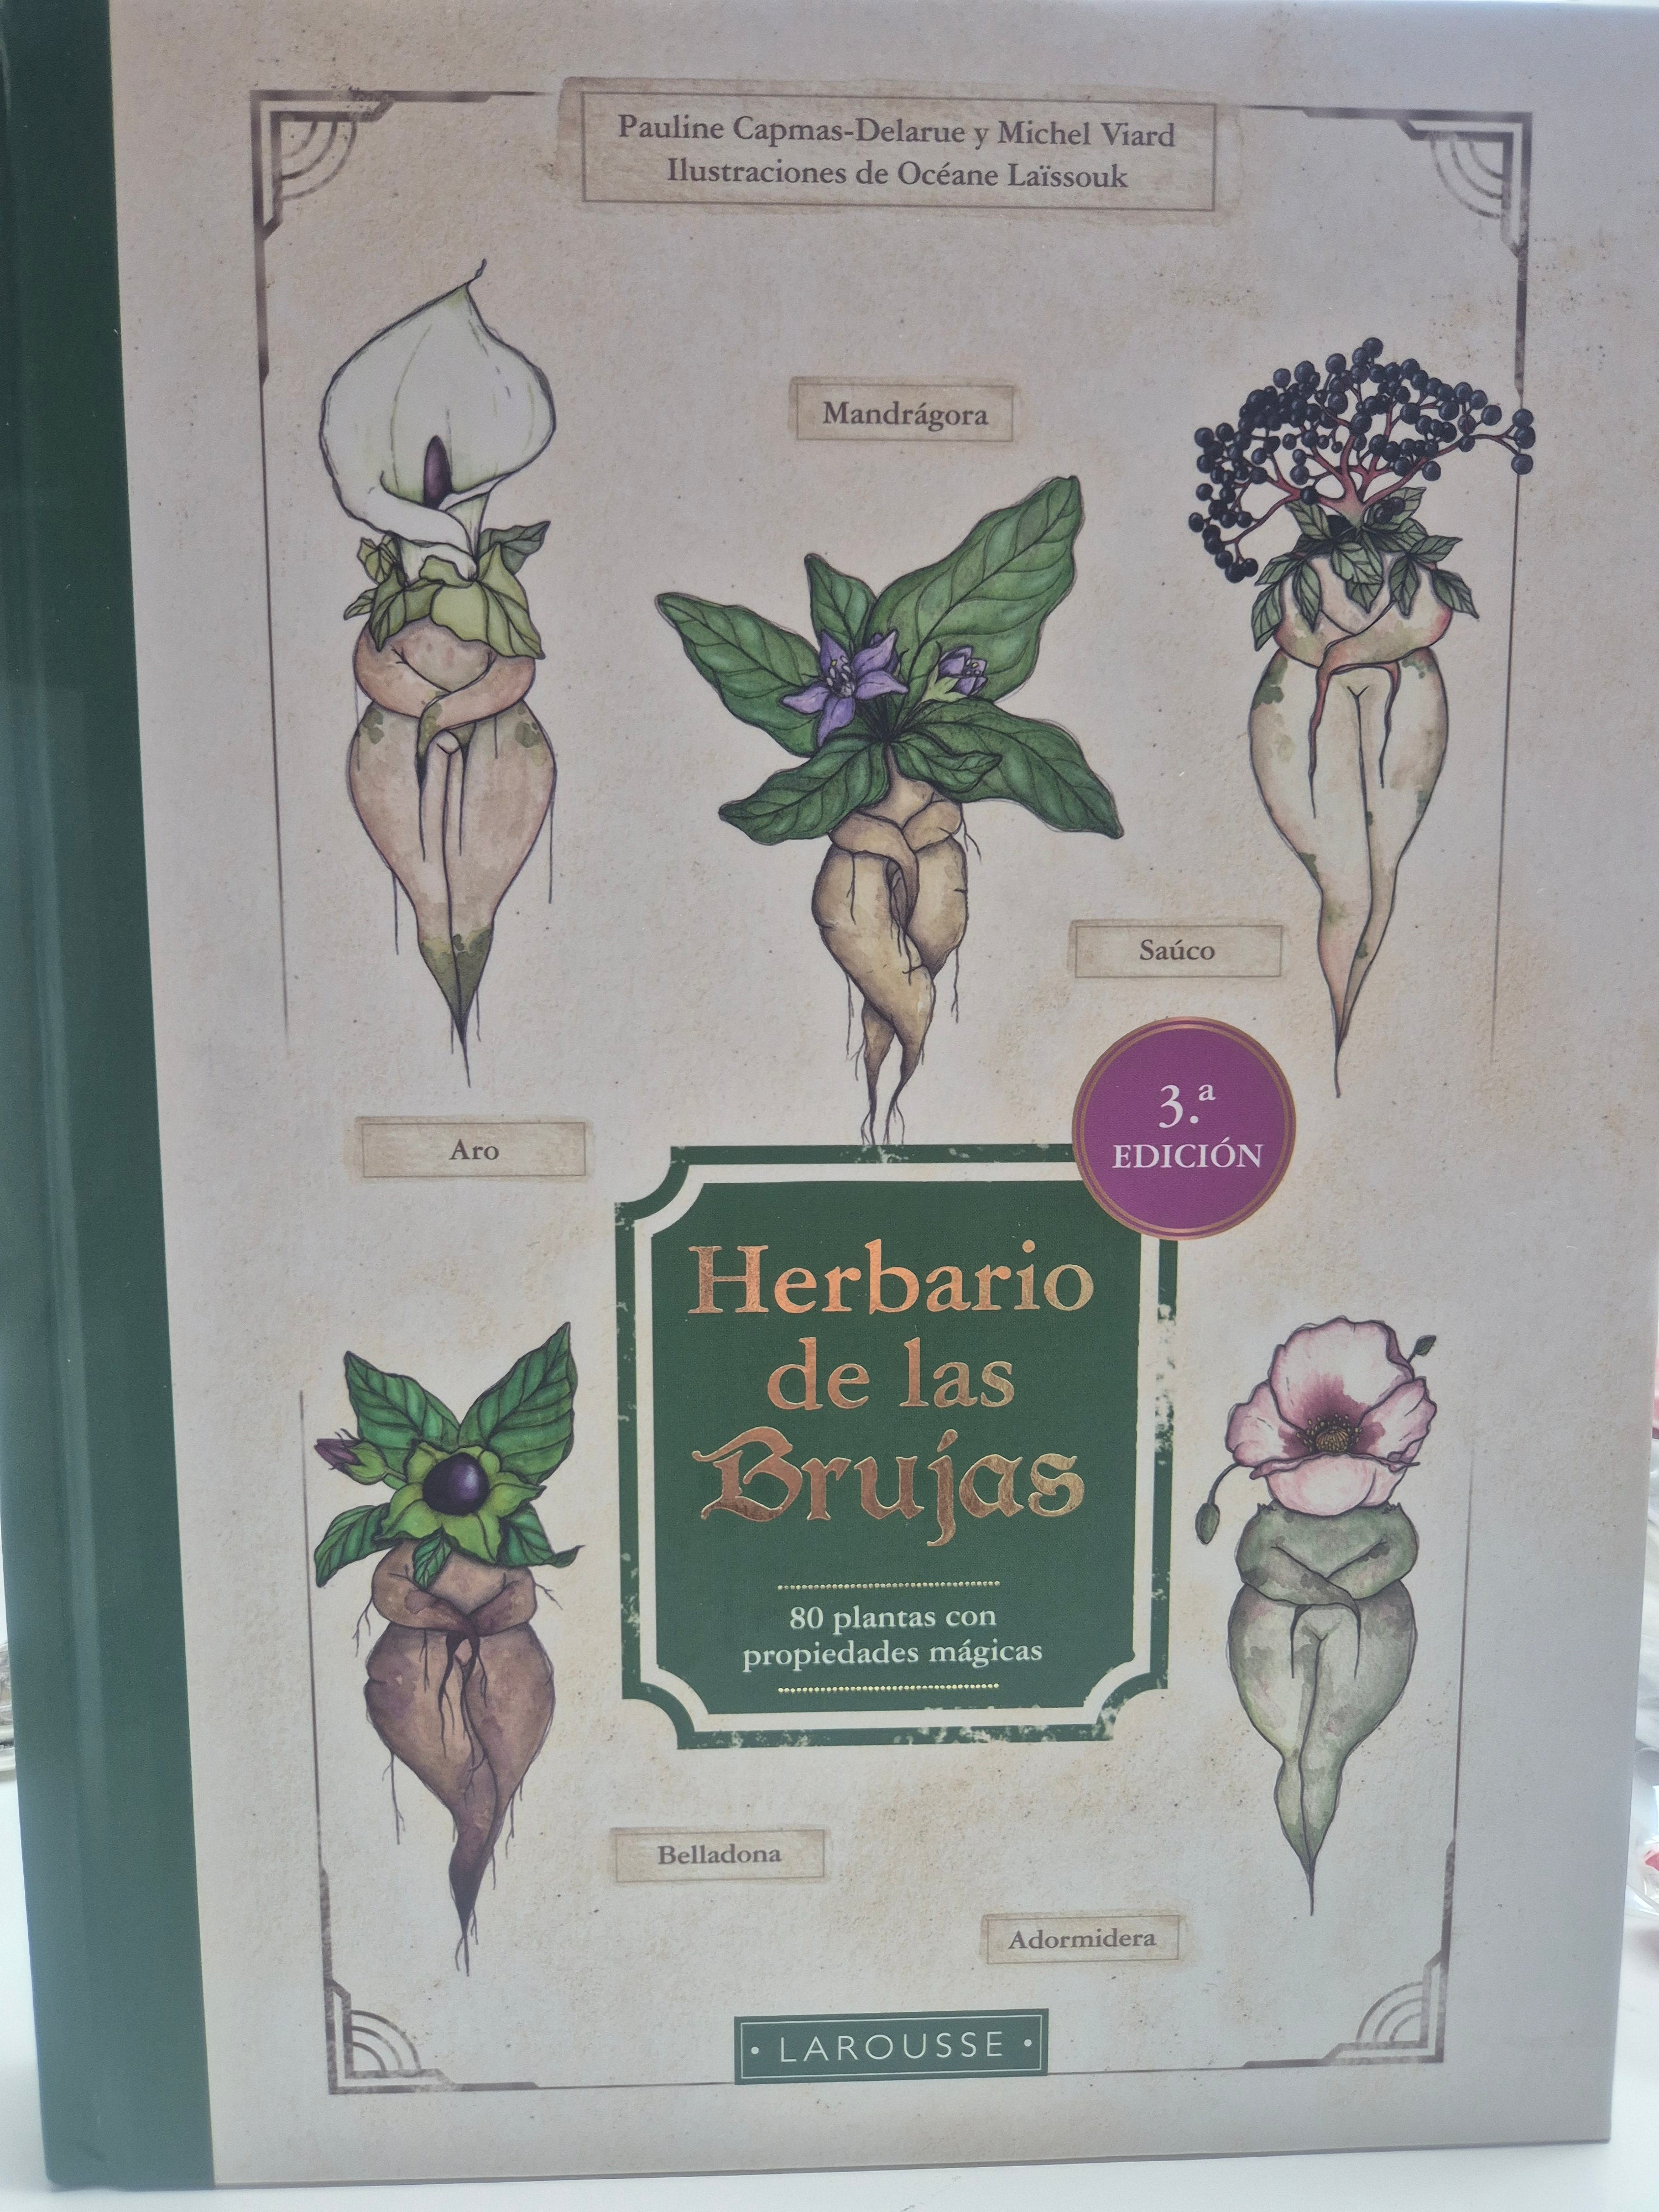 Pauline Capmas-Delarue y Michel Viard
Ilustraciones de Océane Laïssouk
Mandrágora
Saúco
Aro
3.ª
EDICIÓN
Herbario
de las
Brujas
80 plantas con
propiedades mágicas
Belladona
Adormidera
• LAROUSSE •